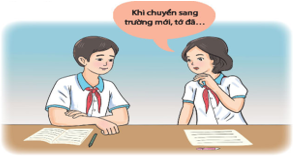 Khi chuyển sang
trường mới, tớ đã...